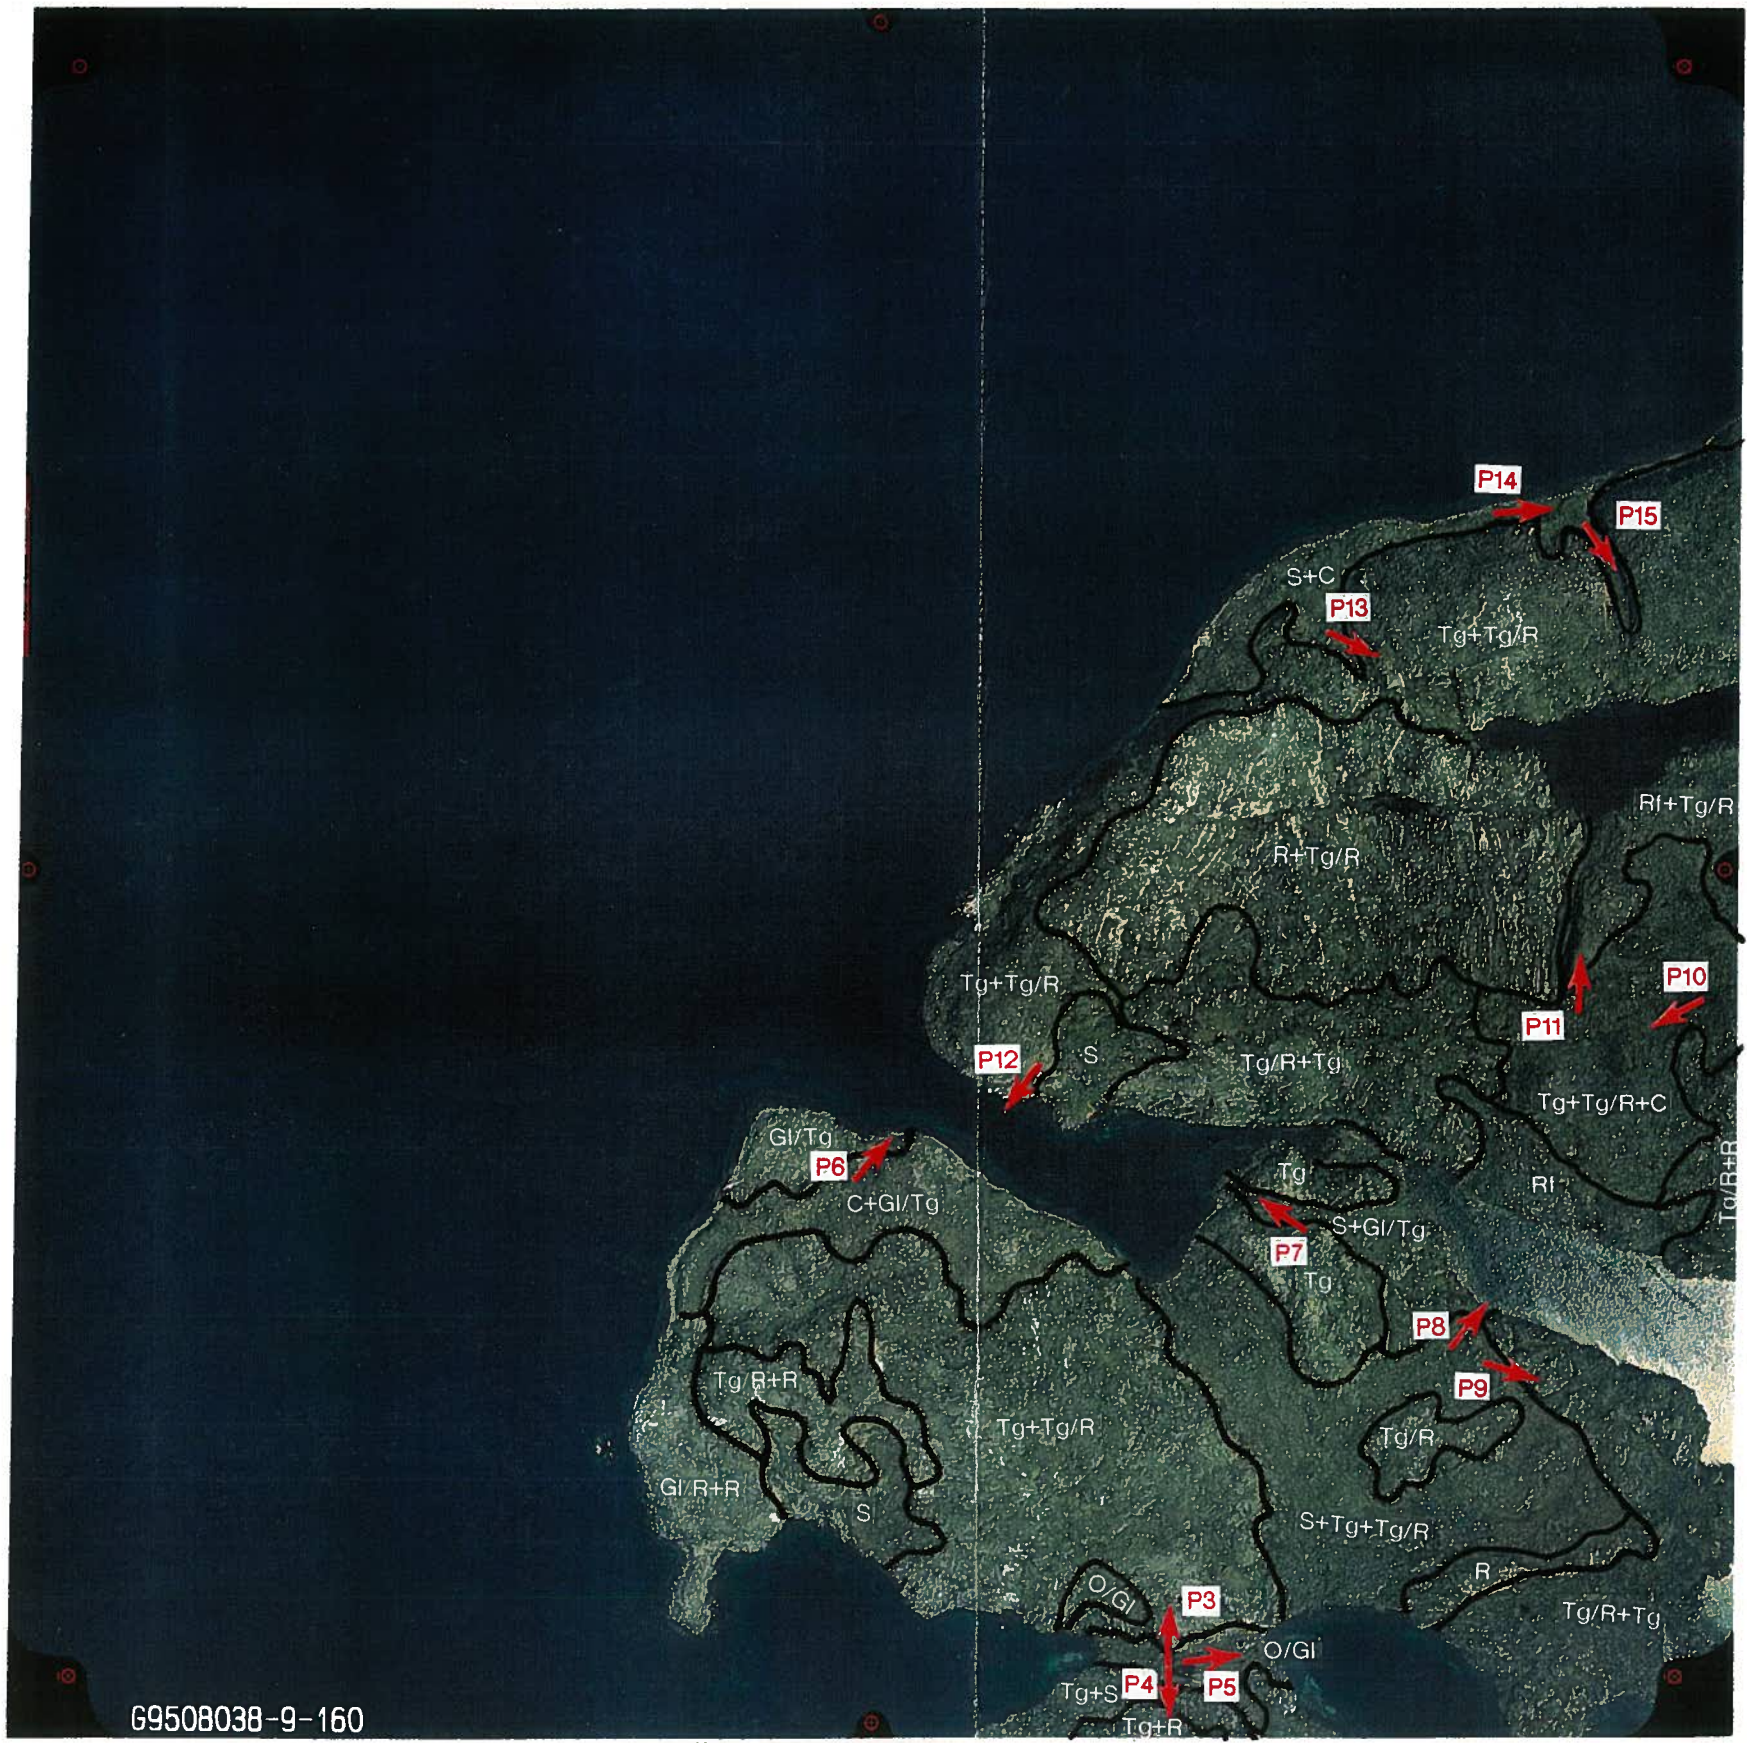 P14
P15
S+C
P13
Tg+Tg/R
Rl+Tg/R
R+Tg/R
Tg+Tg/R
P10
P11
P12
S
Tg/R+Tg
Tg+Tg/R+C
Gl/Tg
P6
Tg
Rl
Tg/R+R
C+Gl/Tg
S+Gl/Tg
P7
Tg
P8
P9
Tg/R+R
Tg+Tg/R
Tg/R
Gl/R+R
S
S+Tg+Tg/R
R
O/Gl
P3
Tg/R+Tg
O/Gl
Tg+S
P4
P5
Tg+R
G9508038-9-160